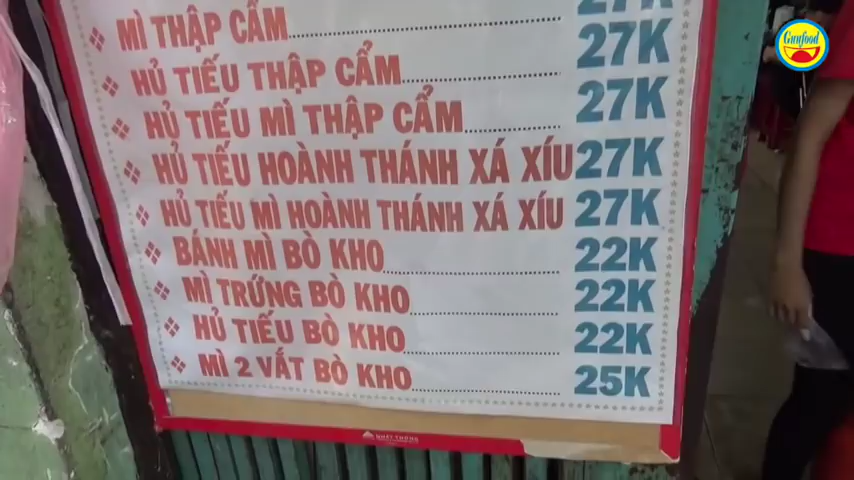 27K
MÌ THẬP CẨM 27K
HỦ TIẾU THẬP CẨM 27K
HỦ TIẾU MÌ THẬP CẨM 27K
HỦ TIẾU HOÀNH THÁNH XÁ XÍU 27K
HỦ TIẾU MÌ HOÀNH THÁNH XÁ XÍU 27K
BÁNH MÌ BÒ KHO 22K
MÌ TRỨNG BÒ KHO 22K
HỦ TIẾU BÒ KHO 22K
MÌ 2 VẮT BÒ KHO 25K
Gunfood